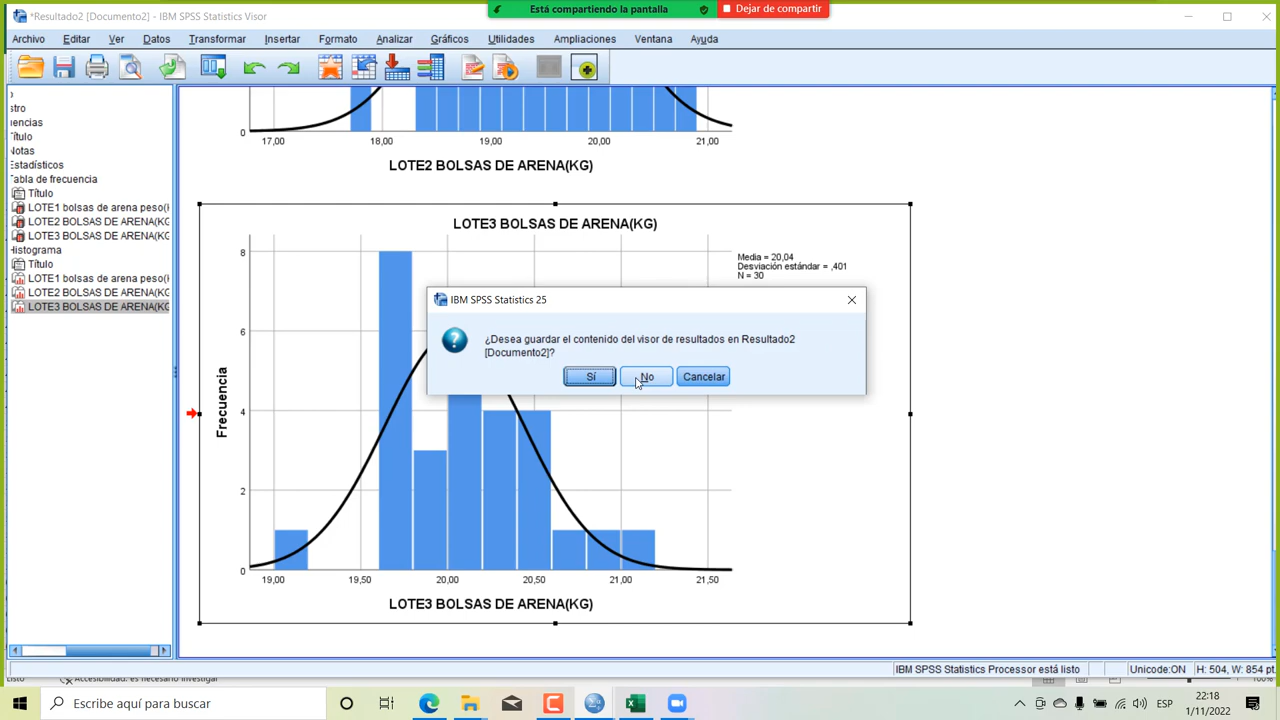 Está compartiendo la pantalla
Dejar de compartir
*Resultado2 [Documento2] - IBM SPSS Statistics Visor
Archivo Editar Ver Datos Transformar Insertar Formato Analizar Gráficos Utilidades Ampliaciones Ventana Ayuda
stro
iencias
Título
Notas
Estadísticos
Tabla de frecuencia
Título
LOTE1 bolsas de arena peso(K
LOTE2 BOLSAS DE ARENA(KG
LOTE3 BOLSAS DE ARENA(KG
Histograma
Título
LOTE1 bolsas de arena peso(K
LOTE2 BOLSAS DE ARENA(KG
LOTE3 BOLSAS DE ARENA(KG
0
17,00 18,00 19,00 20,00 21,00
LOTE2 BOLSAS DE ARENA(KG)
LOTE3 BOLSAS DE ARENA(KG)
Media = 20,04
Desviación estándar = ,401
N = 30
8
6
4
2
0
Frecuencia
19,00 19,50 20,00 20,50 21,00 21,50
LOTE3 BOLSAS DE ARENA(KG)
IBM SPSS Statistics 25
¿Desea guardar el contenido del visor de resultados en Resultado2
[Documento2]?
Sí No Cancelar
IBM SPSS Statistics Processor está listo
Unicode:ON
H: 504, W: 854 pt
Listo
Accesibilidad: es necesario investigar
100%
Escribe aquí para buscar
ESP
22:18
1/11/2022